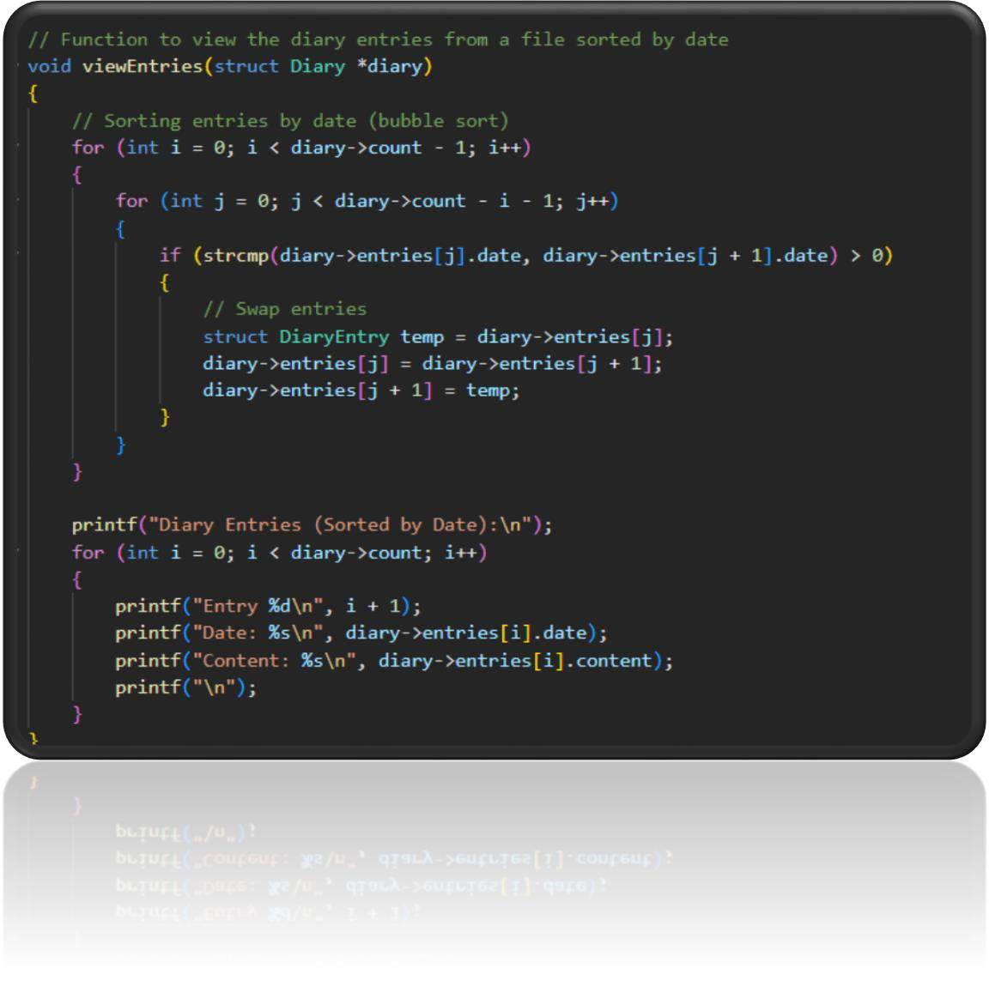 // Function to view the diary entries from a file sorted by date
void viewEntries(struct Diary *diary)
{
    // Sorting entries by date (bubble sort)
    for (int i = 0; i < diary->count - 1; i++)
    {
        for (int j = 0; j < diary->count - i - 1; j++)
        {
            if (strcmp(diary->entries[j].date, diary->entries[j + 1].date) > 0)
            {
                // Swap entries
                struct DiaryEntry temp = diary->entries[j];
                diary->entries[j] = diary->entries[j + 1];
                diary->entries[j + 1] = temp;
            }
        }
    }

    printf("Diary Entries (Sorted by Date):\n");
    for (int i = 0; i < diary->count; i++)
    {
        printf("Entry %d\n", i + 1);
        printf("Date: %s\n", diary->entries[i].date);
        printf("Content: %s\n", diary->entries[i].content);
        printf("\n");
    }
}